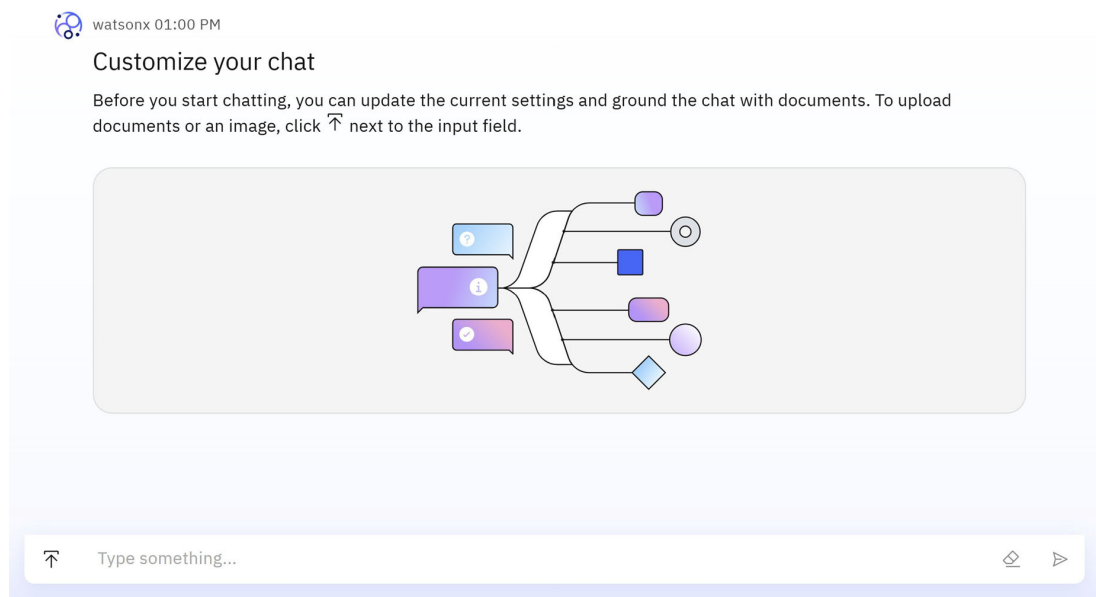 watsonx 01:00 PM
Customize your chat
Before you start chatting, you can update the current settings and ground the chat with documents. To upload
documents or an image, click next to the input field.
Type something...